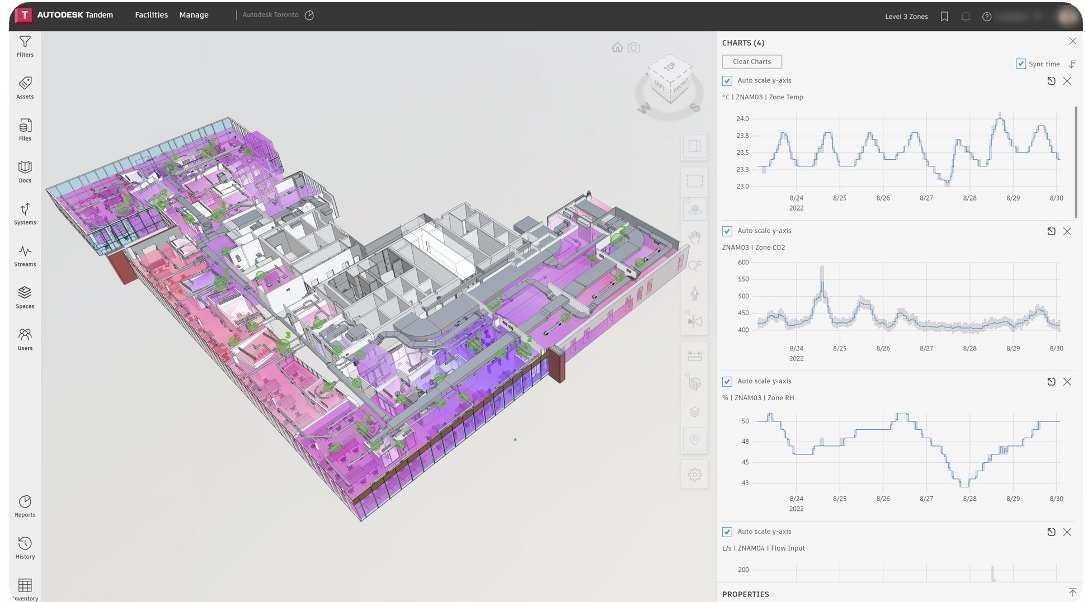 T AUTODESK Tandem Facilities Manage Autodesk Toronto Level 3 Zones
Filters
Assets
Files
Docs
Systems
Streams
Spaces
Users
Reports
History
Inventory
TOP
W
S
3
2
CHARTS (4)
Clear Charts
Sync time
Auto scale y-axis
°C | ZNAM03 | Zone Temp
24.0
23.8
23.5
23.3
23.0
8/24 8/25 8/26 8/27 8/28 8/29 8/30
2022
Auto scale y-axis
ZNAM03 | Zone CO2
600
550
500
450
400
8/24 8/25 8/26 8/27 8/28 8/29 8/30
2022
Auto scale y-axis
% | ZNAM03 | Zone RH
50
48
45
43
8/24 8/25 8/26 8/27 8/28 8/29 8/30
2022
Auto scale y-axis
L/s | ZNAM04 | Flow Input
200
PROPERTIES